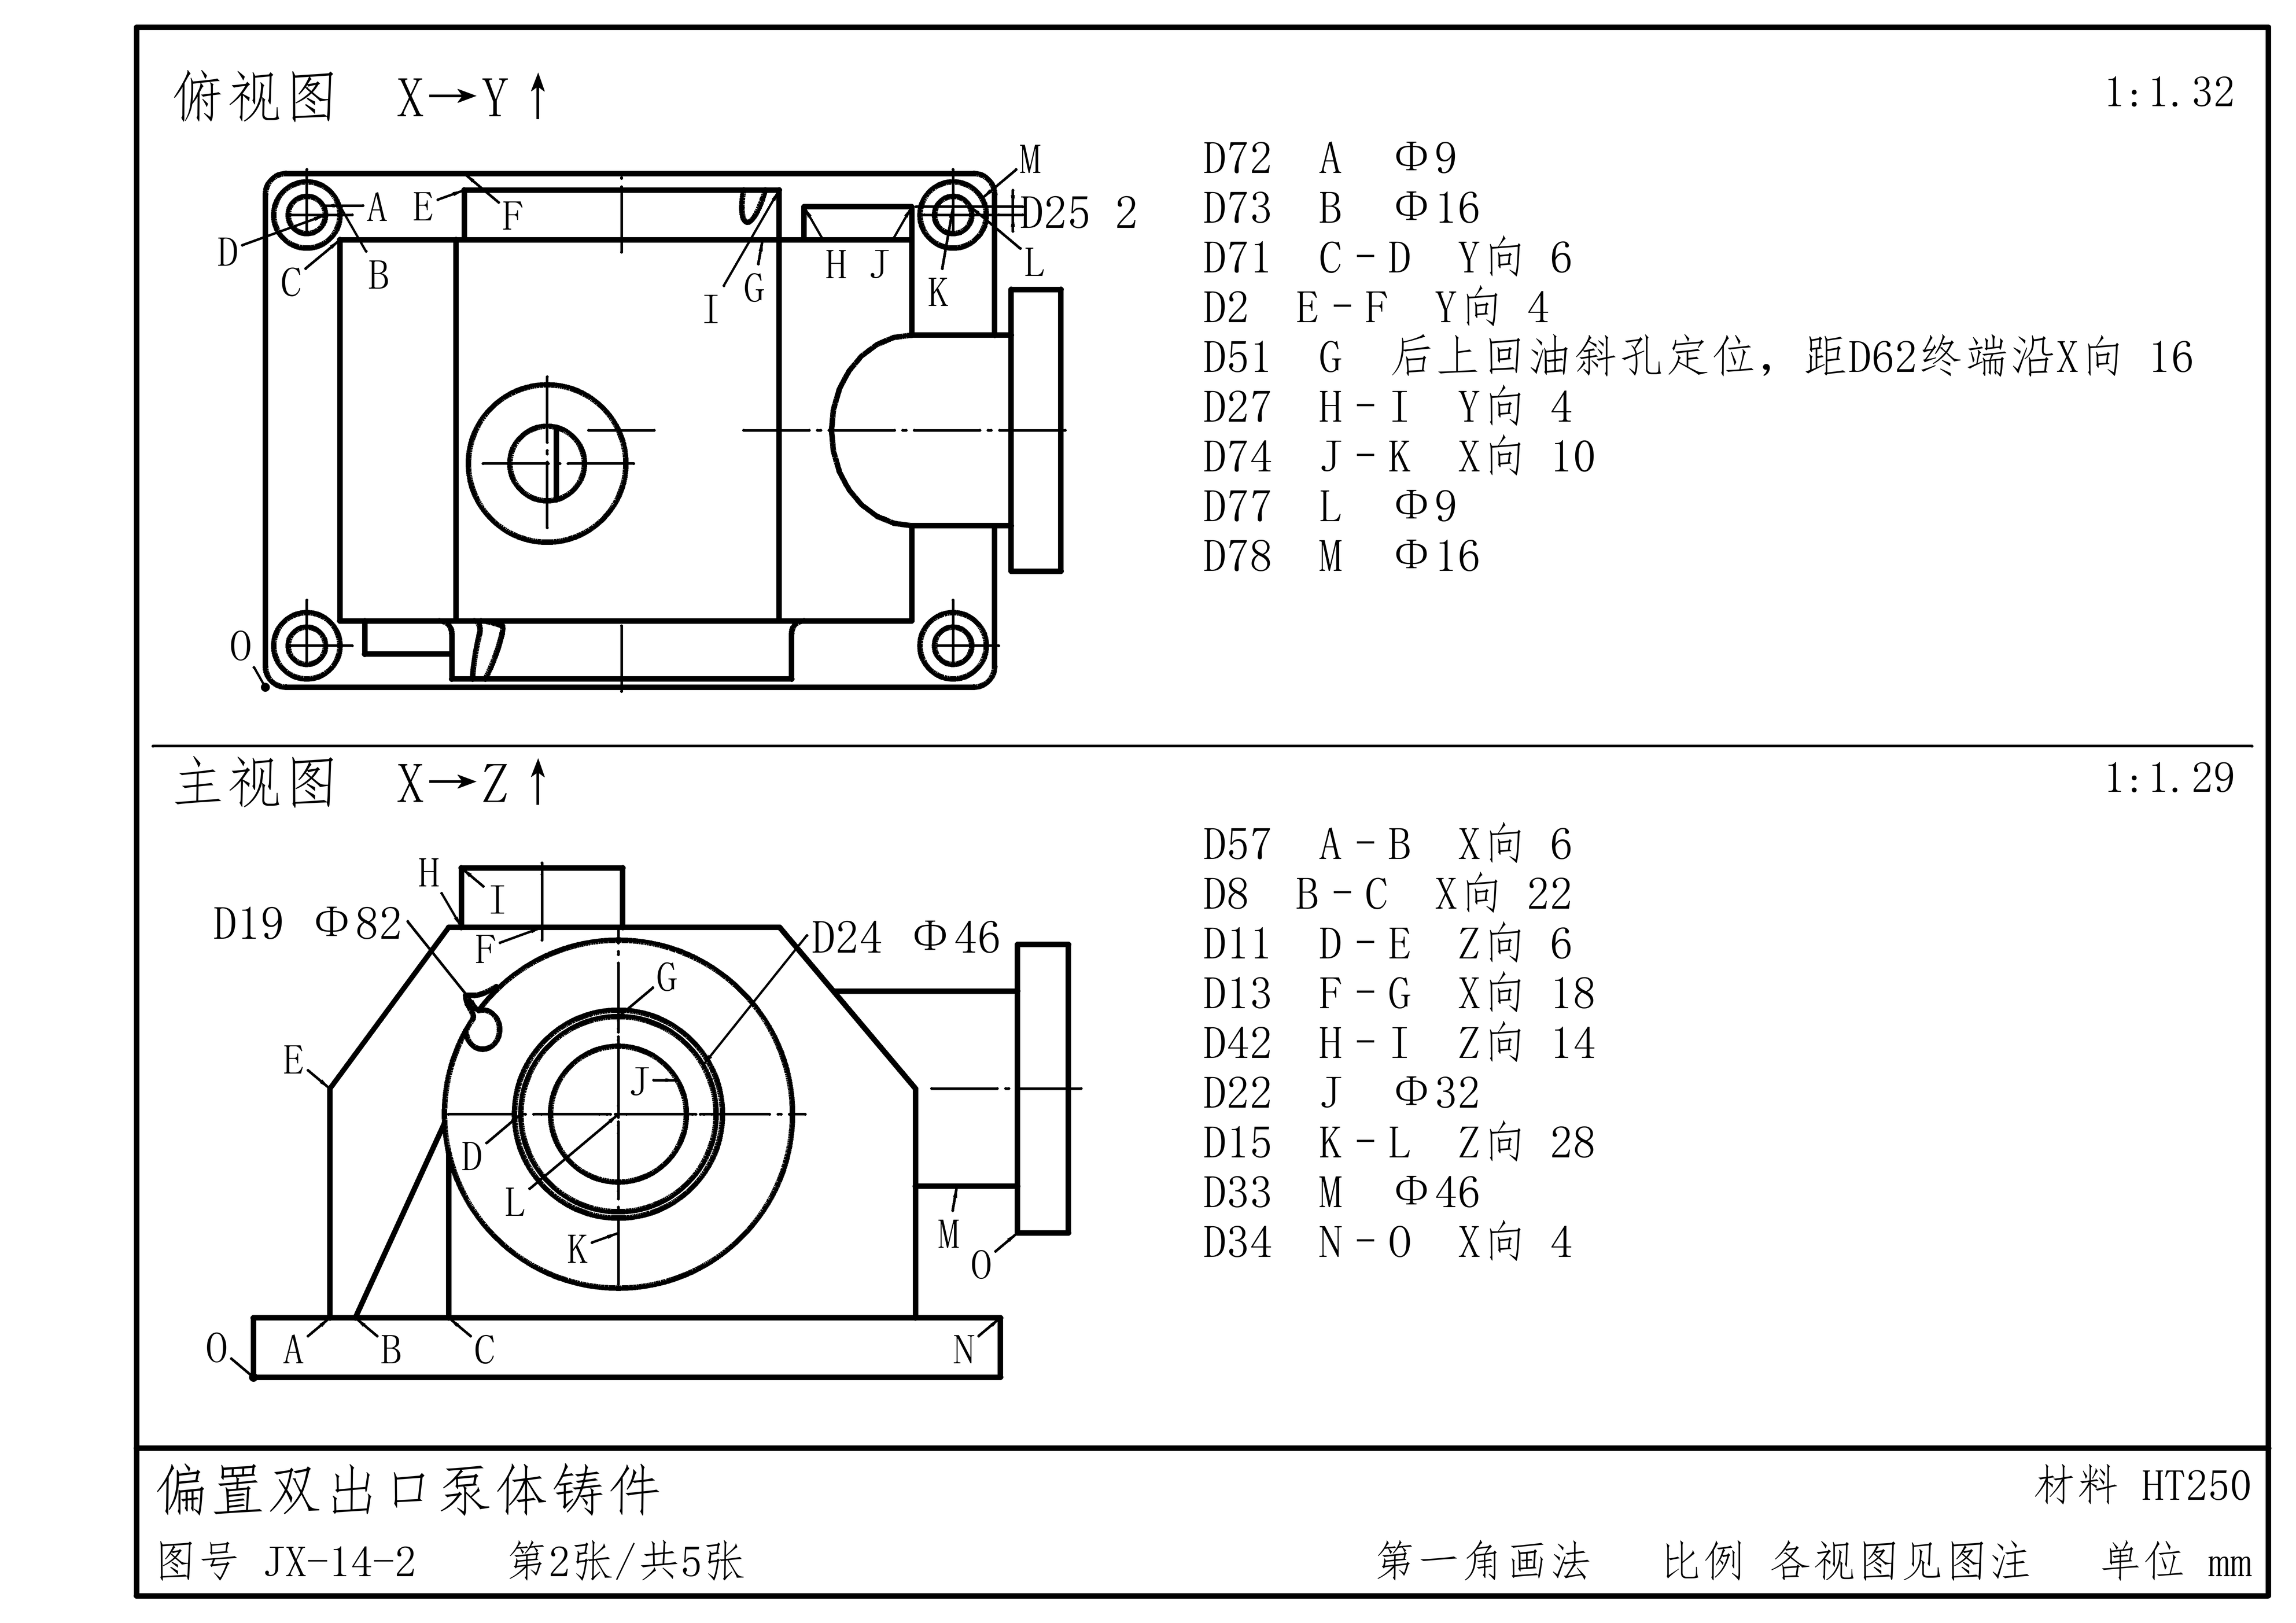 俯视图 X→Y↑ 1:1.32
M
A E F D25 2
D C B I G H J K L
O
D72 A Φ9
D73 B Φ16
D71 C-D Y向 6
D2 E-F Y向 4
D51 G 后上回油斜孔定位，距D62终端沿X向 16
D27 H-I Y向 4
D74 J-K X向 10
D77 L Φ9
D78 M Φ16
主视图 X→Z↑ 1:1.29
H I
D19 Φ82 F D24 Φ46
G
E J
D
L
K M O
O A B C N
D57 A-B X向 6
D8 B-C X向 22
D11 D-E Z向 6
D13 F-G X向 18
D42 H-I Z向 14
D22 J Φ32
D15 K-L Z向 28
D33 M Φ46
D34 N-O X向 4
偏置双出口泵体铸件 材料 HT250
图号 JX-14-2 第2张/共5张 第一角画法 比例 各视图见图注 单位 mm